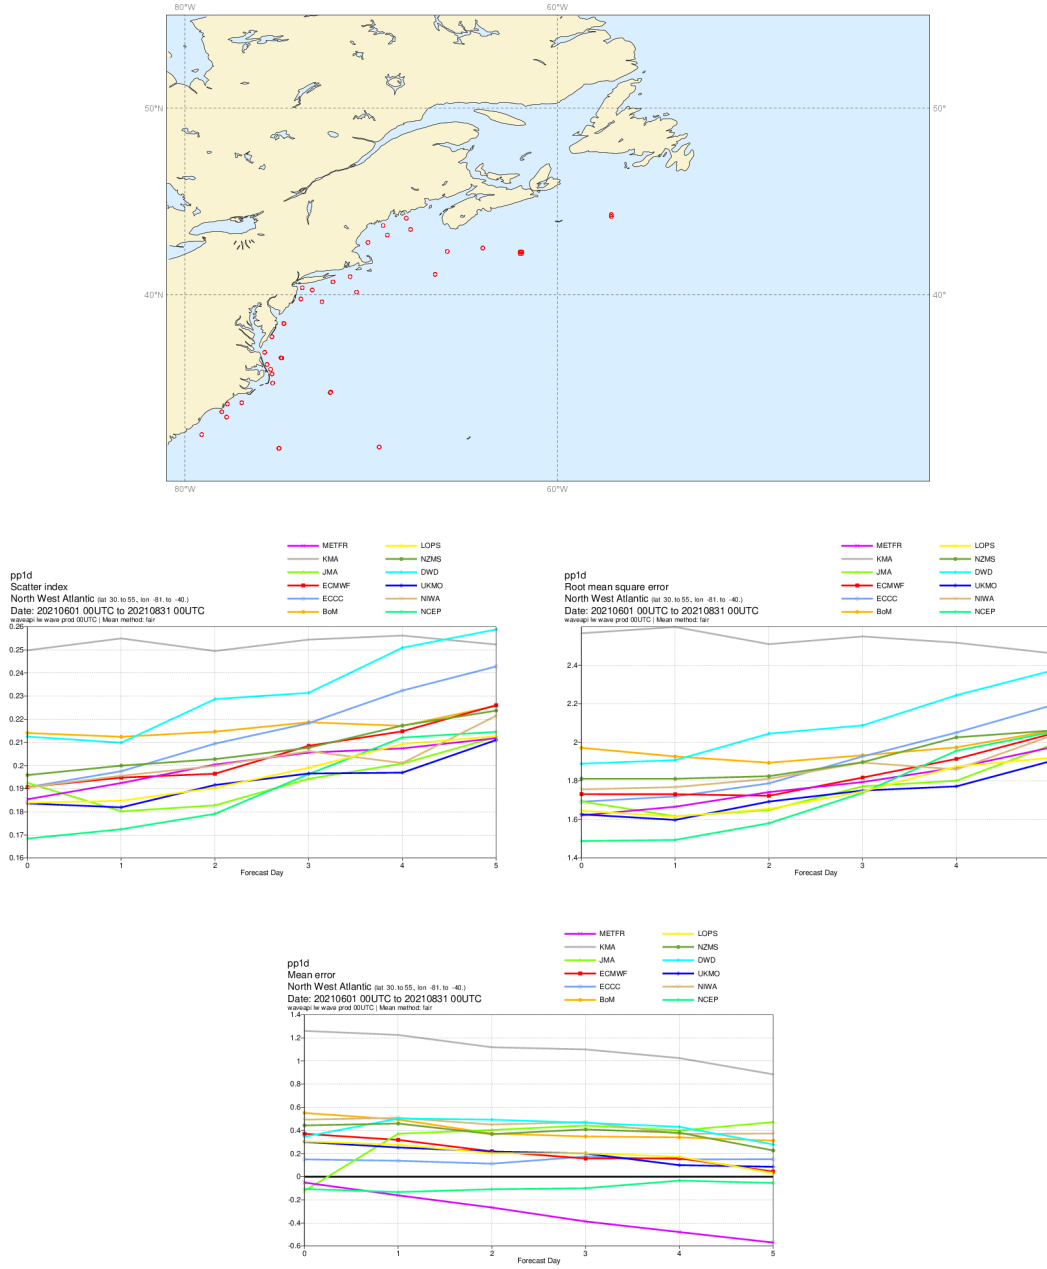 80°W 60°W
50°N 50°
40°N 40°
80°W 60°W
METFR LOPS
KMA NZMS
JMA DWD
ECMWF UKMO
ECCC NIWA
BoM NCEP
pp1d
Scatter index
North West Atlantic (lat 30. to 55., lon -81. to -40.)
Date: 20210601 00UTC to 20210831 00UTC
waveapi lw wave prod 00UTC | Mean method: fair
0.26
0.25
0.24
0.23
0.22
0.21
0.2
0.19
0.18
0.17
0.16
0 1 2 3 4 5
Forecast Day
METFR LOPS
KMA NZMS
JMA DWD
ECMWF UKMO
ECCC NIWA
BoM NCEP
pp1d
Root mean square error
North West Atlantic (lat 30. to 55., lon -81. to -40.)
Date: 20210601 00UTC to 20210831 00UTC
waveapi lw wave prod 00UTC | Mean method: fair
2.4
2.2
2
1.8
1.6
1.4
0 1 2 3 4
Forecast Day
METFR LOPS
KMA NZMS
JMA DWD
ECMWF UKMO
ECCC NIWA
BoM NCEP
pp1d
Mean error
North West Atlantic (lat 30. to 55., lon -81. to -40.)
Date: 20210601 00UTC to 20210831 00UTC
waveapi lw wave prod 00UTC | Mean method: fair
1.4
1.2
1
0.8
0.6
0.4
0.2
0
-0.2
-0.4
-0.6
0 1 2 3 4 5
Forecast Day